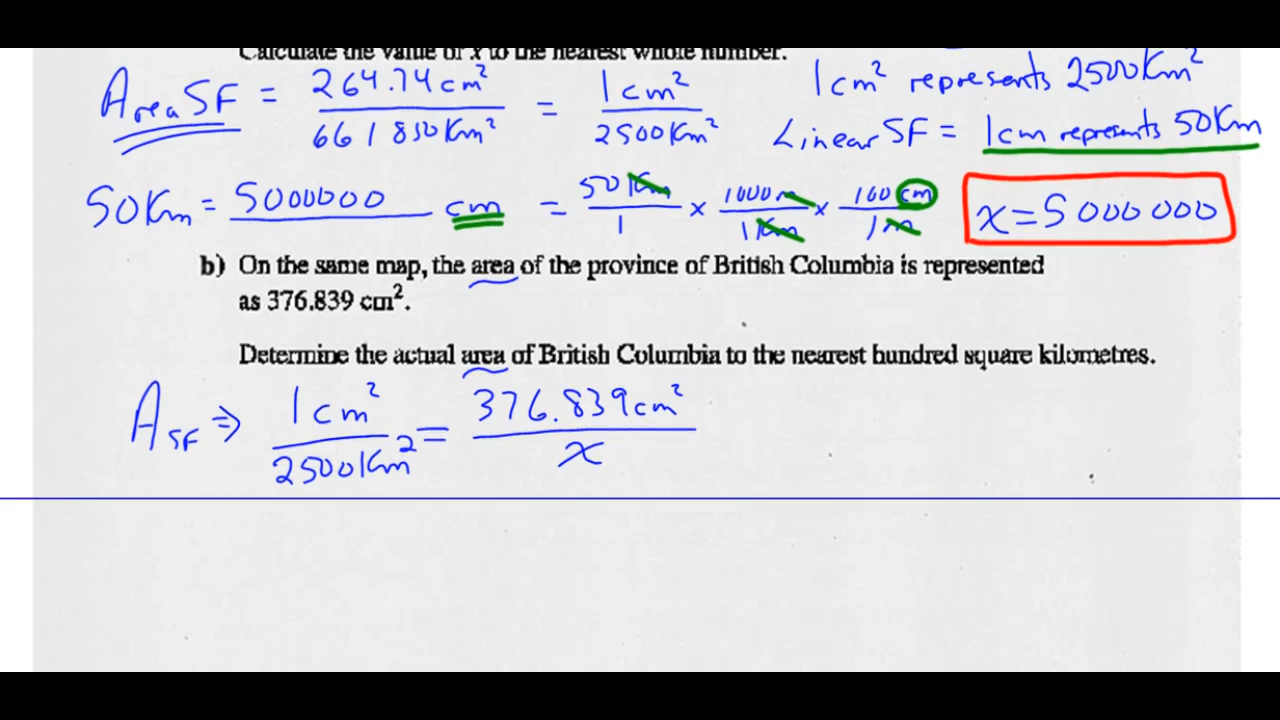 Calculate the value of x to the nearest whole number.
Area SF = 264.74 cm² / 661 850 Km² = 1 cm² / 2500 Km²
1 cm² represents 2500 Km²
Linear SF = 1cm represents 50 Km
50 Km = 5000000 cm = 50 Km / 1 × 1000 m / 1 Km × 100 cm / 1 m
x = 5 000 000
b) On the same map, the area of the province of British Columbia is represented
as 376.839 cm².
Determine the actual area of British Columbia to the nearest hundred square kilometres.
A SF ⇒ 1 cm² / 2500 Km² = 376.839 cm² / x